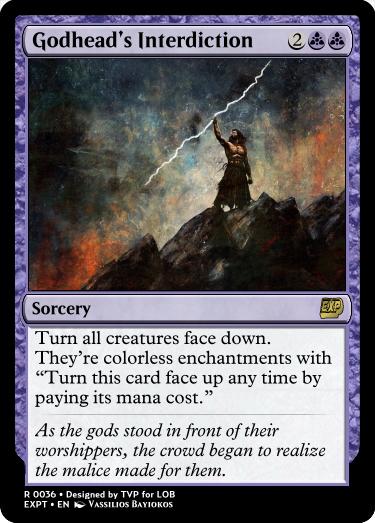 Godhead's Interdiction 2
Sorcery
EXP
Turn all creatures face down.
They're colorless enchantments with
“Turn this card face up any time by
paying its mana cost.”
As the gods stood in front of their
worshippers, the crowd began to realize
the malice made for them.
R 0036 • Designed by TVP for LOB
EXPT • EN Vassilios Bayiokos